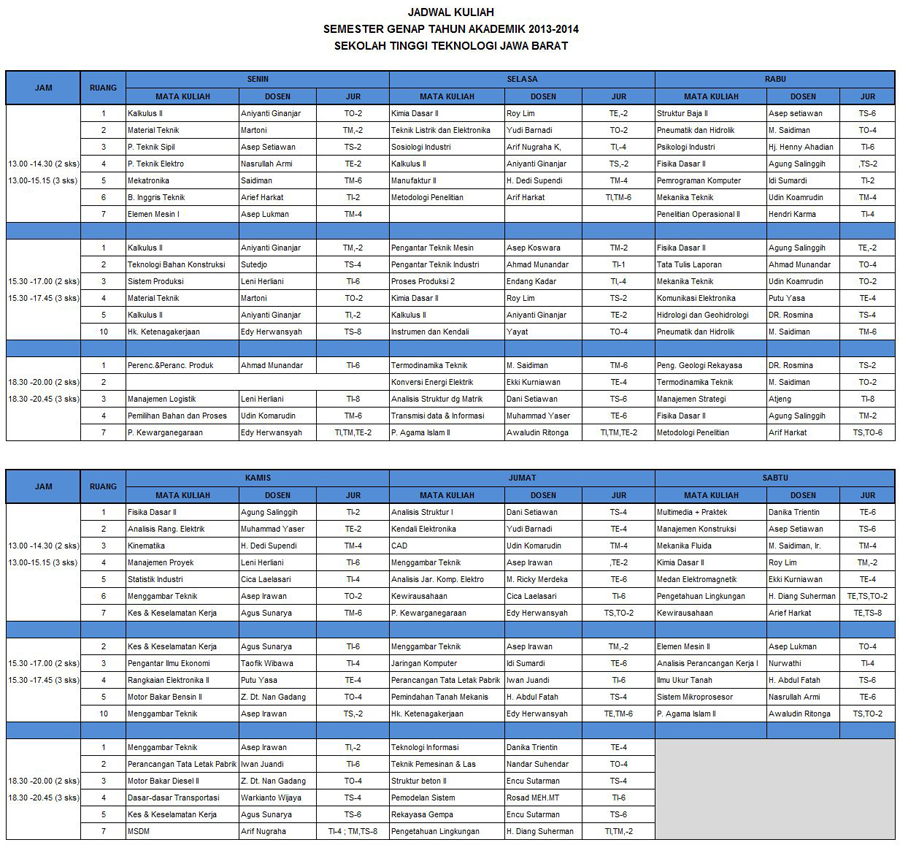 JADWAL KULIAH
SEMESTER GENAP TAHUN AKADEMIK 2013-2014
SEKOLAH TINGGI TEKNOLOGI JAWA BARAT
JAM RUANG SENIN SELASA RABU
MATA KULIAH DOSEN JUR MATA KULIAH DOSEN JUR MATA KULIAH DOSEN JUR
1 Kalkulus II Aniyanti Ginanjar TO-2 Kimia Dasar II Roy Lim TE,-2 Struktur Baja II Asep setiawan TS-6
2 Material Teknik Martoni TM,-2 Teknik Listrik dan Elektronika Yudi Barnadi TO-2 Pneumatik dan Hidrolik M. Saidiman TO-4
13.00 -14.30 (2 sks) 3 P. Teknik Sipil Asep Setiawan TS-2 Sosiologi Industri Arif Nugraha K, TI,-4 Psikologi Industri Hj. Henny Ahadian TI-6
4 P. Teknik Elektro Nasrullah Armi TE-2 Kalkulus II Aniyanti Ginanjar TS,-2 Fisika Dasar II Agung Salinggih ,TS-2
13.00-15.15 (3 sks) 5 Mekatronika Saidiman TM-6 Manufaktur II H. Dedi Supendi TM-4 Pemrograman Komputer Idi Sumardi TI-2
6 B. Inggris Teknik Arief Harkat TI-2 Metodologi Penelitian Arif Harkat TI,TM-6 Mekanika Teknik Udin Koamrudin TM-4
7 Elemen Mesin I Asep Lukman TM-4 Penelitian Operasional II Hendri Karma TI-4
1 Kalkulus II Aniyanti Ginanjar TM,-2 Pengantar Teknik Mesin Asep Koswara TM-2 Fisika Dasar II Agung Salinggih TE,-2
2 Teknologi Bahan Konstruksi Sutedjo TS-4 Pengantar Teknik Industri Ahmad Munandar TI-1 Tata Tulis Laporan Ahmad Munandar TO-4
15.30 -17.00 (2 sks) 3 Sistem Produksi Leni Herliani TI-6 Proses Produksi 2 Endang Kadar TI,-4 Mekanika Teknik Udin Koamrudin TO-2
15.30 -17.45 (3 sks) 4 Material Teknik Martoni TO-2 Kimia Dasar II Roy Lim TS-2 Komunikasi Elektronika Putu Yasa TE-4
5 Kalkulus II Aniyanti Ginanjar TI,-2 Kalkulus II Aniyanti Ginanjar TE-2 Hidrologi dan Geohidrologi DR. Rosmina TS-4
10 Hk. Ketenagakerjaan Edy Herwansyah TS-8 Instrumen dan Kendali Yayat TO-4 Pneumatik dan Hidrolik M. Saidiman TM-6
1 Perenc.&Peranc. Produk Ahmad Munandar TI-6 Termodinamika Teknik M. Saidiman TM-6 Peng. Geologi Rekayasa DR. Rosmina TS-2
18.30 -20.00 (2 sks) 2 Konversi Energi Elektrik Ekki Kurniawan TE-4 Termodinamika Teknik M. Saidiman TO-2
18.30 -20.45 (3 sks) 3 Manajemen Logistik Leni Herliani TI-8 Analisis Struktur dg Matrik Dani Setiawan TS-6 Manajemen Strategi Atjeng TI-8
4 Pemilihan Bahan dan Proses Udin Komarudin TM-6 Transmisi data & Informasi Muhammad Yaser TE-6 Fisika Dasar II Agung Salinggih TM-2
7 P. Kewarganegaraan Edy Herwansyah TI,TM,TE-2 P. Agama Islam II Awaludin Ritonga TI,TM,TE-2 Metodologi Penelitian Arif Harkat TS,TO-6
JAM RUANG KAMIS JUMAT SABTU
MATA KULIAH DOSEN JUR MATA KULIAH DOSEN JUR MATA KULIAH DOSEN JUR
1 Fisika Dasar II Agung Salinggih TI-2 Analisis Struktur I Dani Setiawan TS-4 Multimedia + Praktek Danika Trientin TE-6
2 Analisis Rang. Elektrik Muhammad Yaser TE-2 Kendali Elektronika Yudi Barnadi TE-4 Manajemen Konstruksi Asep Setiawan TS-6
13.00 -14.30 (2 sks) 3 Kinematika H. Dedi Supendi TM-4 CAD Udin Komarudin TM-4 Mekanika Fluida M. Saidiman, Ir. TM-4
13.00-15.15 (3 sks) 4 Manajemen Proyek Leni Herliani TI-6 Menggambar Teknik Asep Irawan ,TE-2 Kimia Dasar II Roy Lim TM,-2
5 Statistik Industri Cica Laelasari TI-4 Analisis Jar. Komp. Elektro M. Ricky Merdeka TE-6 Medan Elektromagnetik Ekki Kurniawan TE-4
6 Menggambar Teknik Asep Irawan TO-2 Kewirausahaan Cica Laelasari TI-6 Pengetahuan Lingkungan H. Diang Suherman TE,TS,TO-2
7 Kes & Keselamatan Kerja Agus Sunarya TM-6 P. Kewarganegaraan Edy Herwansyah TS,TO-2 Kewirausahaan Arief Harkat TE,TS-8
2 Kes & Keselamatan Kerja Agus Sunarya TI-6 Menggambar Teknik Asep Irawan TM,-2 Elemen Mesin II Asep Lukman TO-4
15.30 -17.00 (2 sks) 3 Pengantar Ilmu Ekonomi Taofik Wibawa TI-4 Jaringan Komputer Idi Sumardi TE-6 Analisis Perancangan Kerja I Nurwathi TI-4
15.30 -17.45 (3 sks) 4 Rangkaian Elektronika II Putu Yasa TE-4 Perancangan Tata Letak Pabrik Iwan Juandi TI-6 Ilmu Ukur Tanah H. Abdul Fatah TS-6
5 Motor Bakar Bensin II Z. Dt. Nan Gadang TO-4 Pemindahan Tanah Mekanis H. Abdul Fatah TS-4 Sistem Mikroprosesor Nasrullah Armi TE-6
10 Menggambar Teknik Asep Irawan TS,-2 Hk. Ketenagakerjaan Edy Herwansyah TE,TM-6 P. Agama Islam II Awaludin Ritonga TS,TO-2
1 Menggambar Teknik Asep Irawan TI,-2 Teknologi Informasi Danika Trientin TE-4
2 Perancangan Tata Letak Pabrik Iwan Juandi TI-6 Teknik Pemesinan & Las Nandar Suhendar TO-4
18.30 -20.00 (2 sks) 3 Motor Bakar Diesel II Z. Dt. Nan Gadang TO-4 Struktur beton II Encu Sutarman TS-4
18.30 -20.45 (3 sks) 4 Dasar-dasar Transportasi Warkianto Wijaya TS-4 Pemodelan Sistem Rosad MEH.MT TI-6
5 Kes & Keselamatan Kerja Agus Sunarya TS-6 Rekayasa Gempa Encu Sutarman TS-6
7 MSDM Arif Nugraha TI-4 ; TM,TS-8 Pengetahuan Lingkungan H. Diang Suherman TI,TM,-2